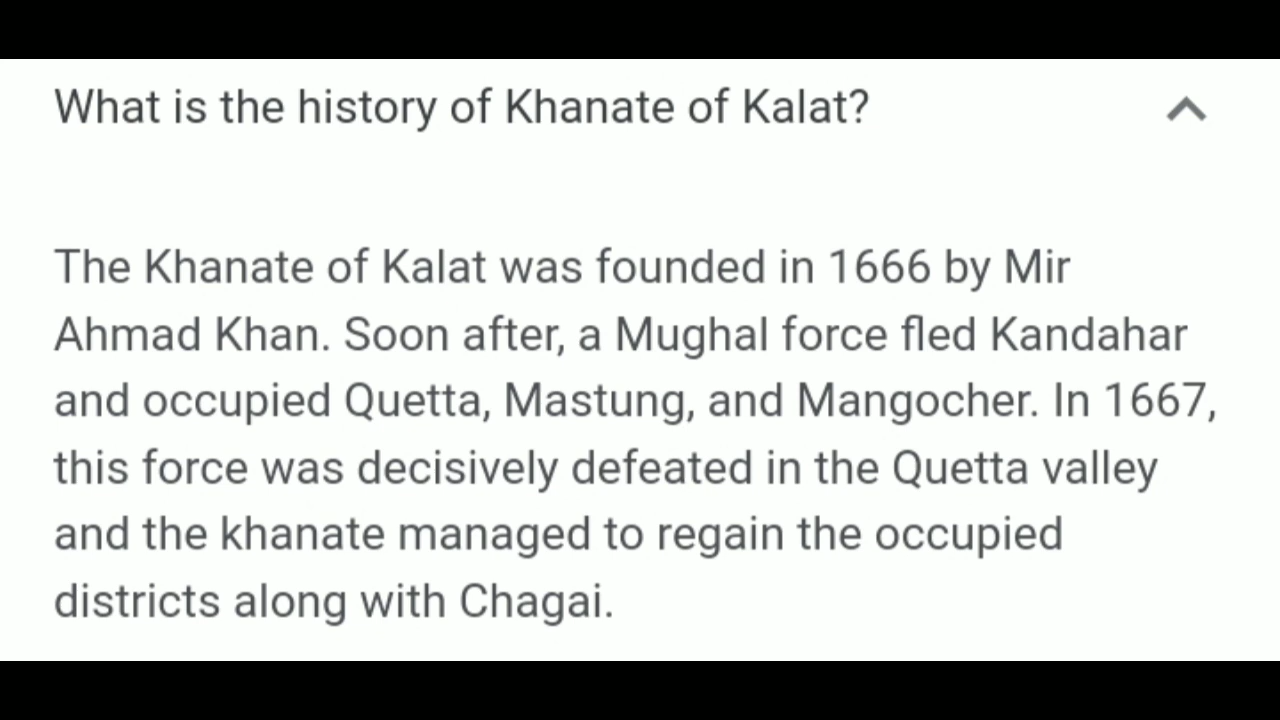 What is the history of Khanate of Kalat?
The Khanate of Kalat was founded in 1666 by Mir
Ahmad Khan. Soon after, a Mughal force fled Kandahar
and occupied Quetta, Mastung, and Mangocher. In 1667,
this force was decisively defeated in the Quetta valley
and the khanate managed to regain the occupied
districts along with Chagai.